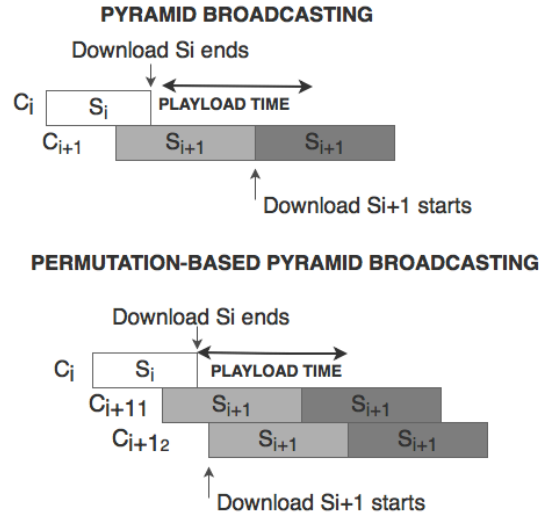 PYRAMID BROADCASTING
Download Si ends
Ci Si PLAYLOAD TIME
Ci+1 Si+1 Si+1
Download Si+1 starts
PERMUTATION-BASED PYRAMID BROADCASTING
Download Si ends
Ci Si PLAYLOAD TIME
Ci+11 Si+1 Si+1
Ci+12 Si+1 Si+1
Download Si+1 starts